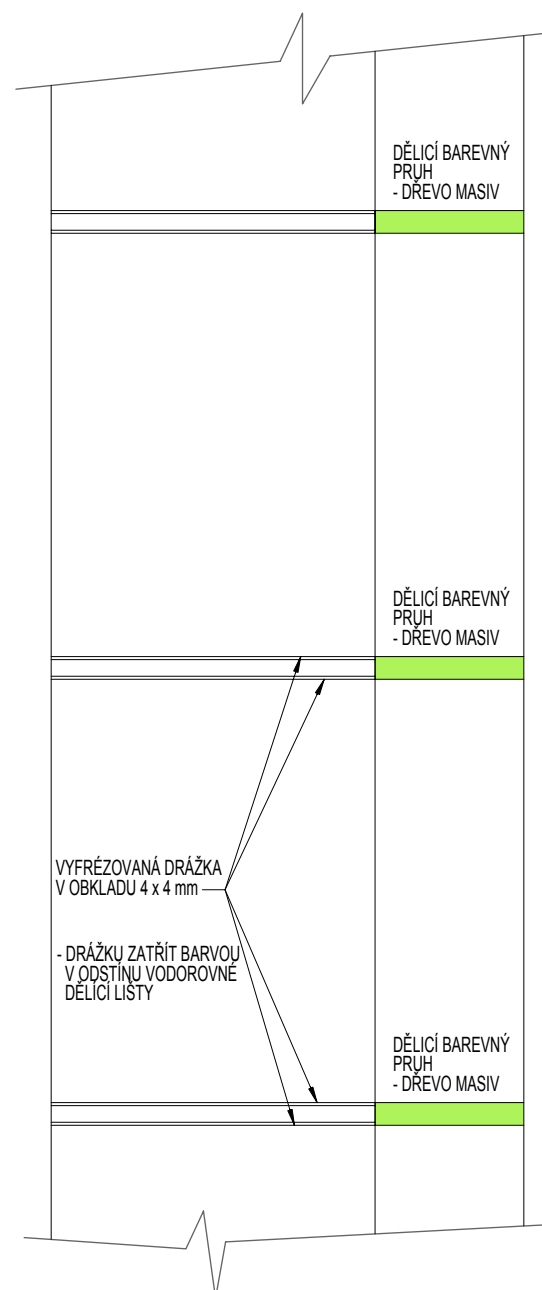 DĚLICÍ BAREVNÝ
PRUH
- DŘEVO MASIV
DĚLICÍ BAREVNÝ
PRUH
- DŘEVO MASIV
VYFRÉZOVANÁ DRÁŽKA
V OBKLADU 4 x 4 mm
- DRÁŽKU ZATŘÍT BARVOU
V ODSTÍNU VODOROVNÉ
DĚLÍCÍ LIŠTY
DĚLICÍ BAREVNÝ
PRUH
- DŘEVO MASIV